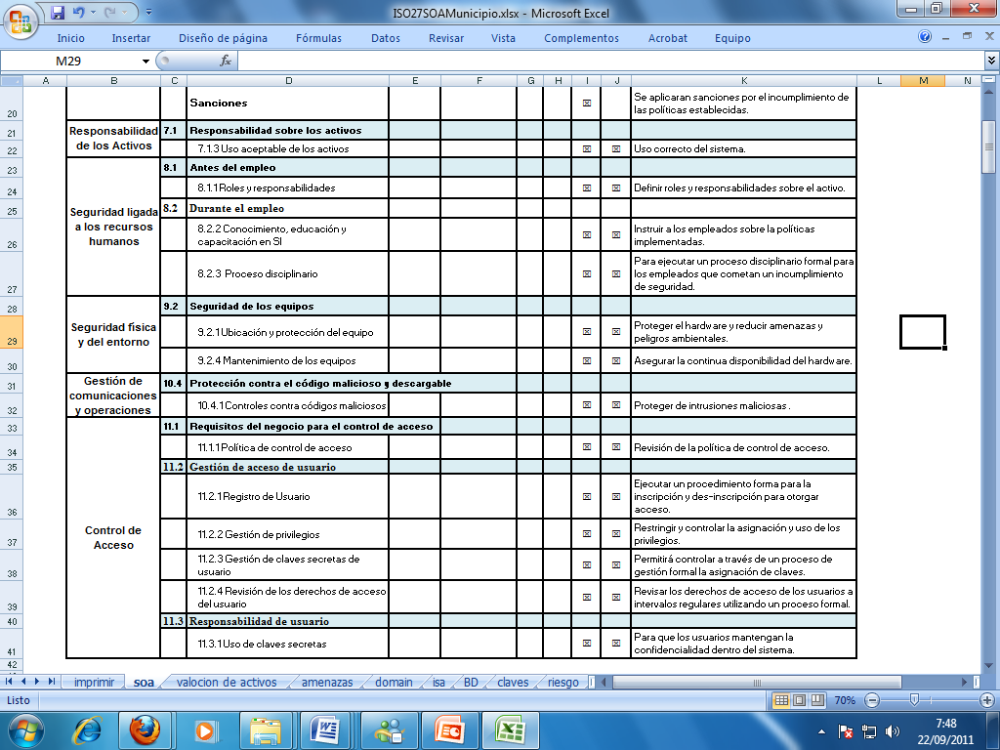 ISO27SOAMunicipio.xlsx - Microsoft Excel
Inicio Insertar Diseño de página Fórmulas Datos Revisar Vista Complementos Acrobat Equipo
M29 fx
A B C D E F G H I J K L M N
20 Sanciones ☒ Se aplicaran sanciones por el incumplimiento de
las políticas establecidas.
21 Responsabilidad 7.1 Responsabilidad sobre los activos
22 de los Activos 7.1.3 Uso aceptable de los activos ☒ ☒ Uso correcto del sistema.
23 8.1 Antes del empleo
24 8.1.1 Roles y responsabilidades ☒ ☒ Definir roles y responsabilidades sobre el activo.
Seguridad ligada
a los recursos
humanos
25 8.2 Durante el empleo
26 8.2.2 Conocimiento, educación y
capacitación en SI ☒ ☒ Instruir a los empleados sobre la políticas
implementadas.
27 8.2.3 Proceso disciplinario ☒ ☒ Para ejecutar un proceso disciplinario formal para
los empleados que cometan un incumplimiento
de seguridad.
28 9.2 Seguridad de los equipos
Seguridad física
y del entorno
29 9.2.1 Ubicación y protección del equipo ☒ ☒ Proteger el hardware y reducir amenazas y
peligros ambientales.
30 9.2.4 Mantenimiento de los equipos ☒ ☒ Asegurar la continua disponibilidad del hardware.
Gestión de
comunicaciones
y operaciones
31 10.4 Protección contra el código malicioso y descargable
32 10.4.1 Controles contra códigos maliciosos ☒ ☒ Proteger de intrusiones maliciosas .
33 11.1 Requisitos del negocio para el control de acceso
34 11.1.1 Política de control de acceso ☒ ☒ Revisión de la política de control de acceso.
35 11.2 Gestión de acceso de usuario
36 11.2.1 Registro de Usuario ☒ ☒ Ejecutar un procedimiento forma para la
inscripción y des-inscripción para otorgar
acceso.
Control de
Acceso
37 11.2.2 Gestión de privilegios ☒ ☒ Restringir y controlar la asignación y uso de los
privilegios.
38 11.2.3 Gestión de claves secretas de
usuario ☒ ☒ Permitirá controlar a través de un proceso de
gestión formal la asignación de claves.
39 11.2.4 Revisión de los derechos de acceso
del usuario ☒ ☒ Revisar los derechos de acceso de los usuarios a
intervalos regulares utilizando un proceso formal.
40 11.3 Responsabilidad de usuario
41 11.3.1 Uso de claves secretas ☒ ☒ Para que los usuarios mantengan la
confidencialidad dentro del sistema.
42
imprimir soa valocion de activos amenazas domain isa BD claves riesgo
Listo 70%
7:48
22/09/2011